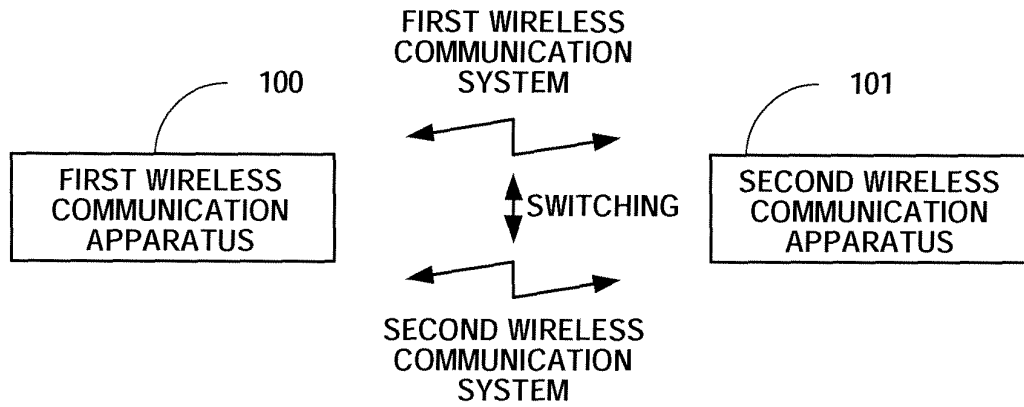 FIRST WIRELESS
COMMUNICATION
SYSTEM
100
101
FIRST WIRELESS
COMMUNICATION
APPARATUS
SWITCHING
SECOND WIRELESS
COMMUNICATION
APPARATUS
SECOND WIRELESS
COMMUNICATION
SYSTEM